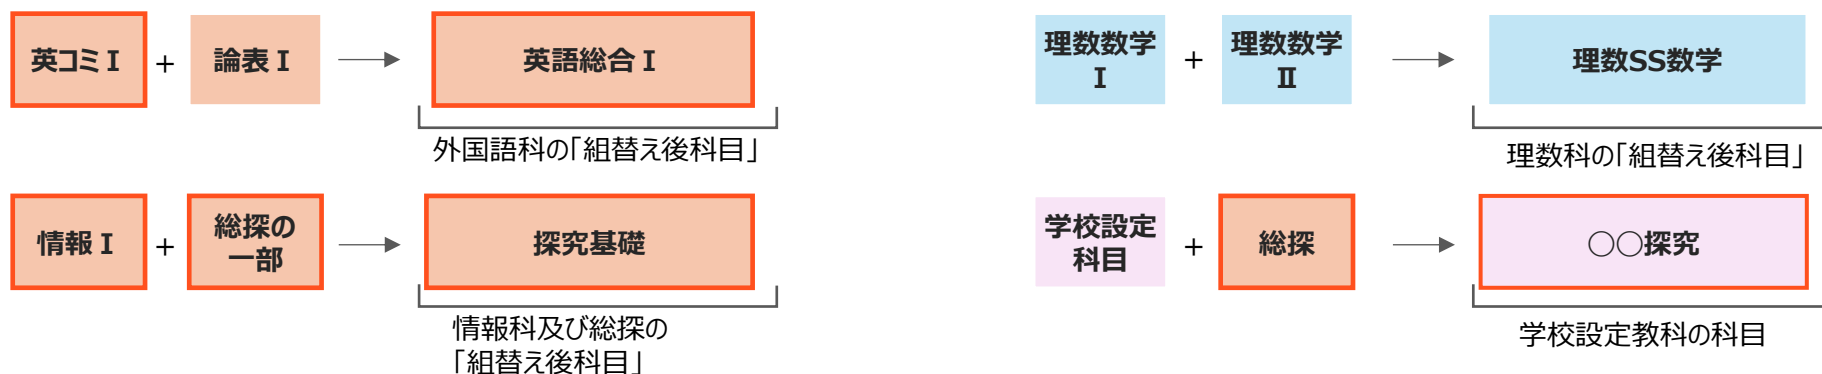 英コミⅠ + 論表Ⅰ 英語総合Ⅰ
外国語科の「組替え後科目」
情報Ⅰ + 総探の
一部 探究基礎
情報科及び総探の
「組替え後科目」
理数数学
Ⅰ + 理数数学
Ⅱ 理数SS数学
理数科の「組替え後科目」
学校設定
科目 + 総探 〇〇探究
学校設定教科の科目